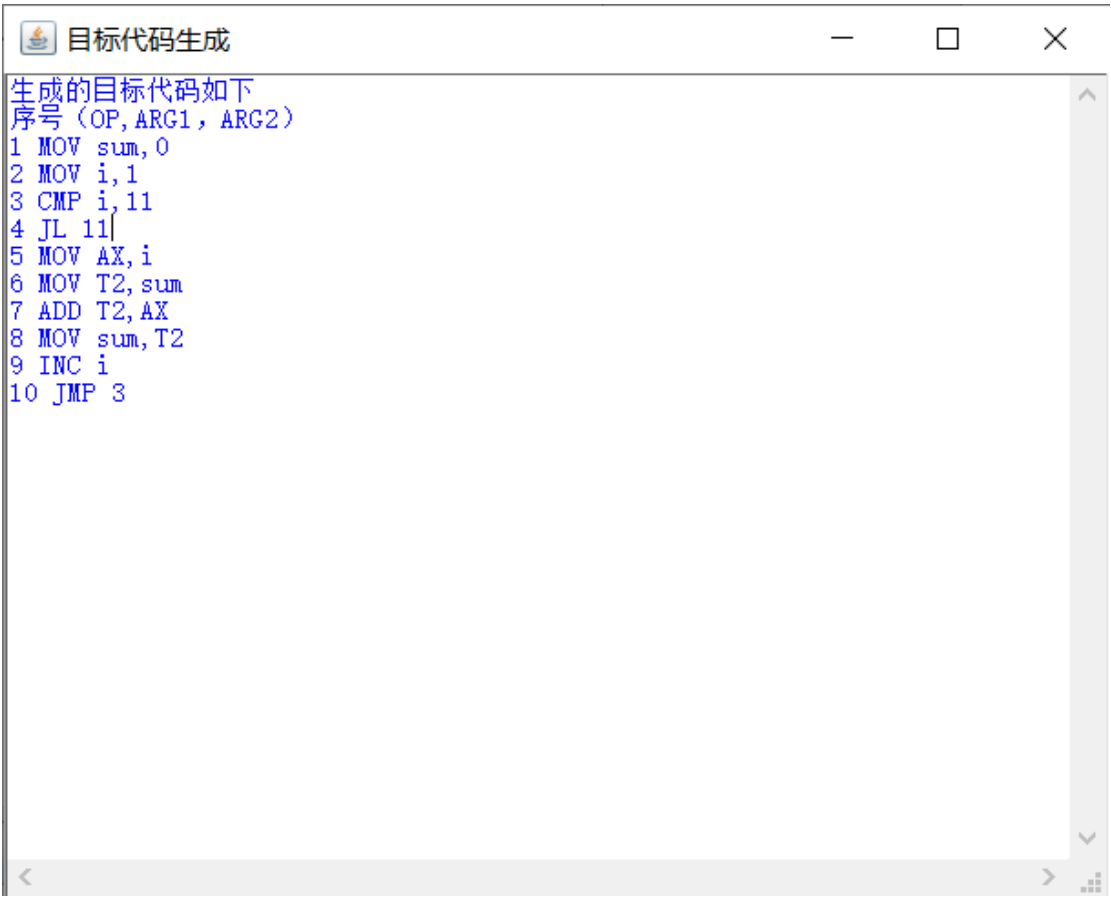 目标代码生成
生成的目标代码如下
序号（OP,ARG1，ARG2）
1 MOV sum,0
2 MOV i,1
3 CMP i,11
4 JL 11
5 MOV AX,i
6 MOV T2,sum
7 ADD T2,AX
8 MOV sum,T2
9 INC i
10 JMP 3